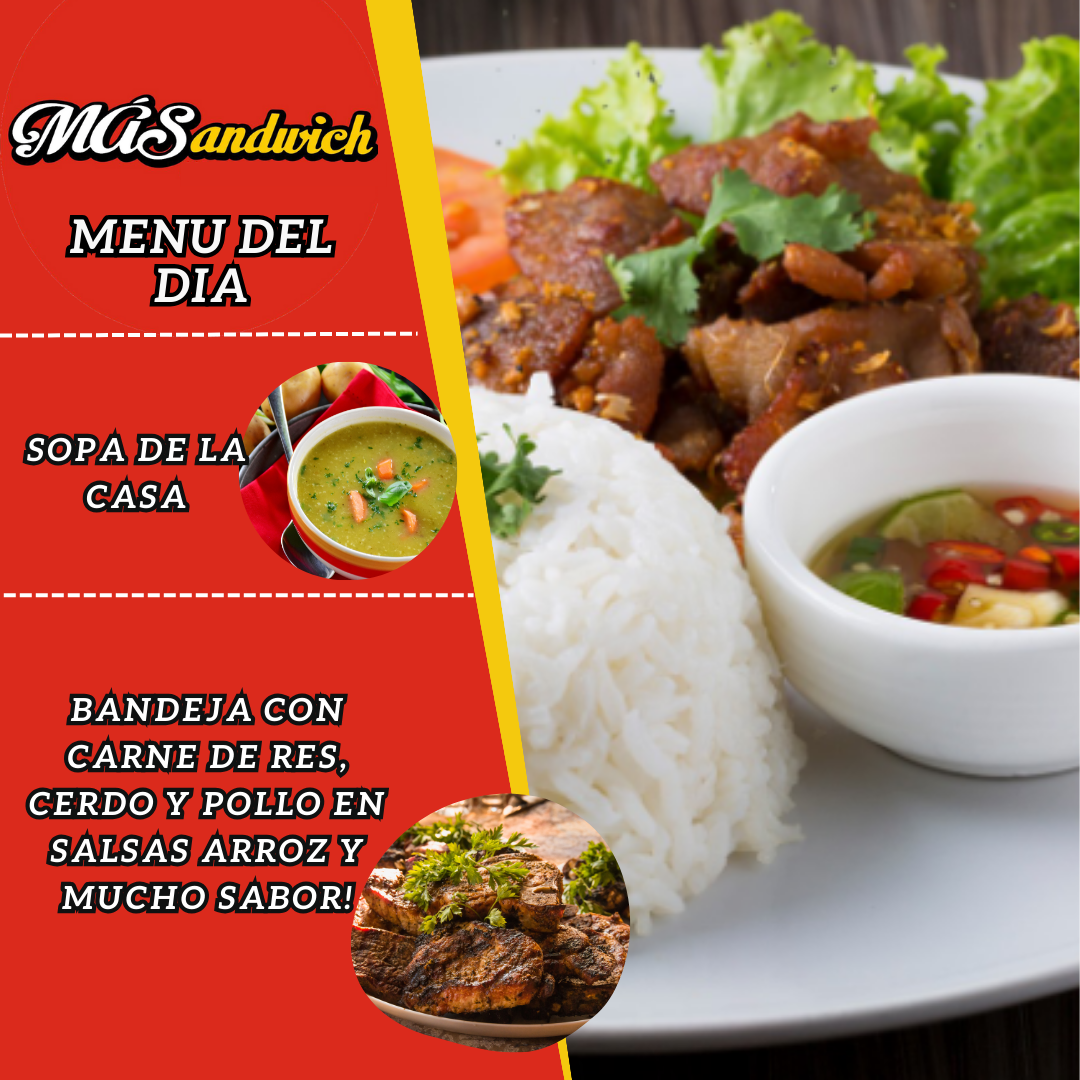 MÁSandwich
MENU DEL
DIA
SOPA DE LA
CASA
BANDEJA CON
CARNE DE RES,
CERDO Y POLLO EN
SALSAS ARROZ Y
MUCHO SABOR!